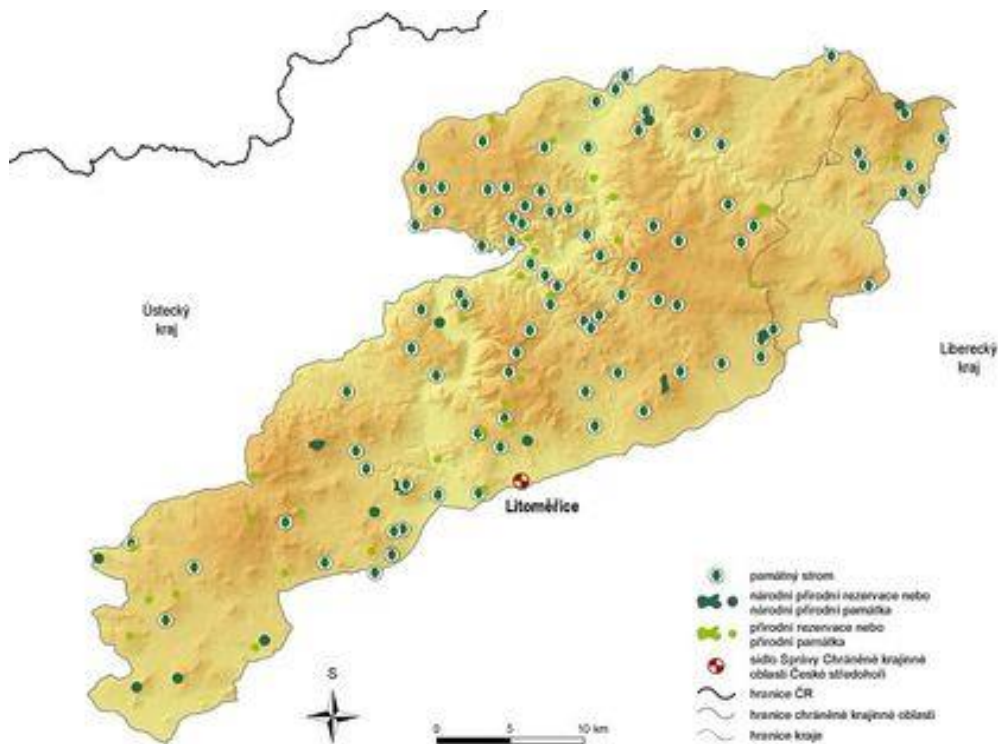 Ústecký
kraj
Liberecký
kraj
Litoměřice
památný strom
národní přírodní rezervace nebo
národní přírodní památka
přírodní rezervace nebo
přírodní památka
sídlo Správy Chráněné krajinné
oblasti České středohoří
hranice ČR
hranice chráněné krajinné oblasti
hranice kraje
S
0 5 10 km